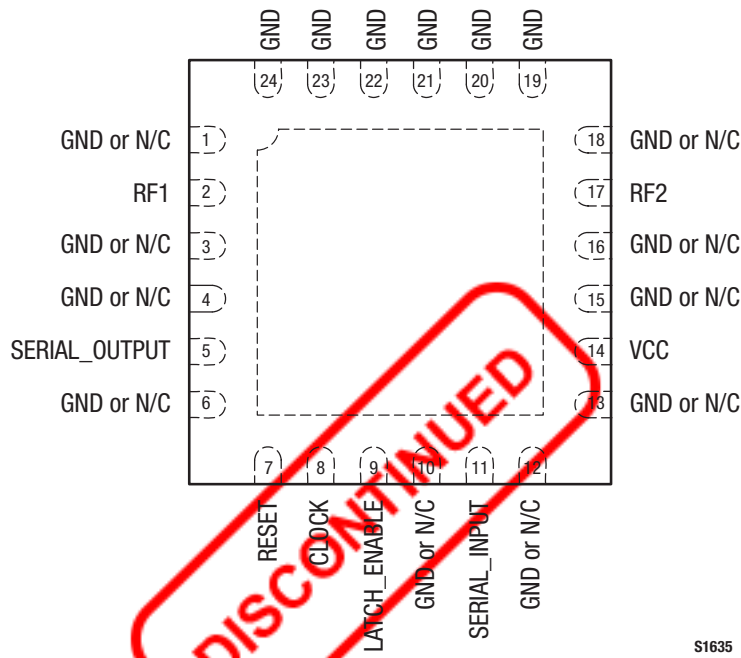 GND GND GND GND GND GND
24 23 22 21 20 19
GND or N/C 1 18 GND or N/C
RF1 2 17 RF2
GND or N/C 3 16 GND or N/C
GND or N/C 4 15 GND or N/C
SERIAL_OUTPUT 5 14 VCC
GND or N/C 6 13 GND or N/C
7 8 9 10 11 12
RESET CLOCK LATCH_ENABLE GND or N/C SERIAL_INPUT GND or N/C
DISCONTINUED
S1635